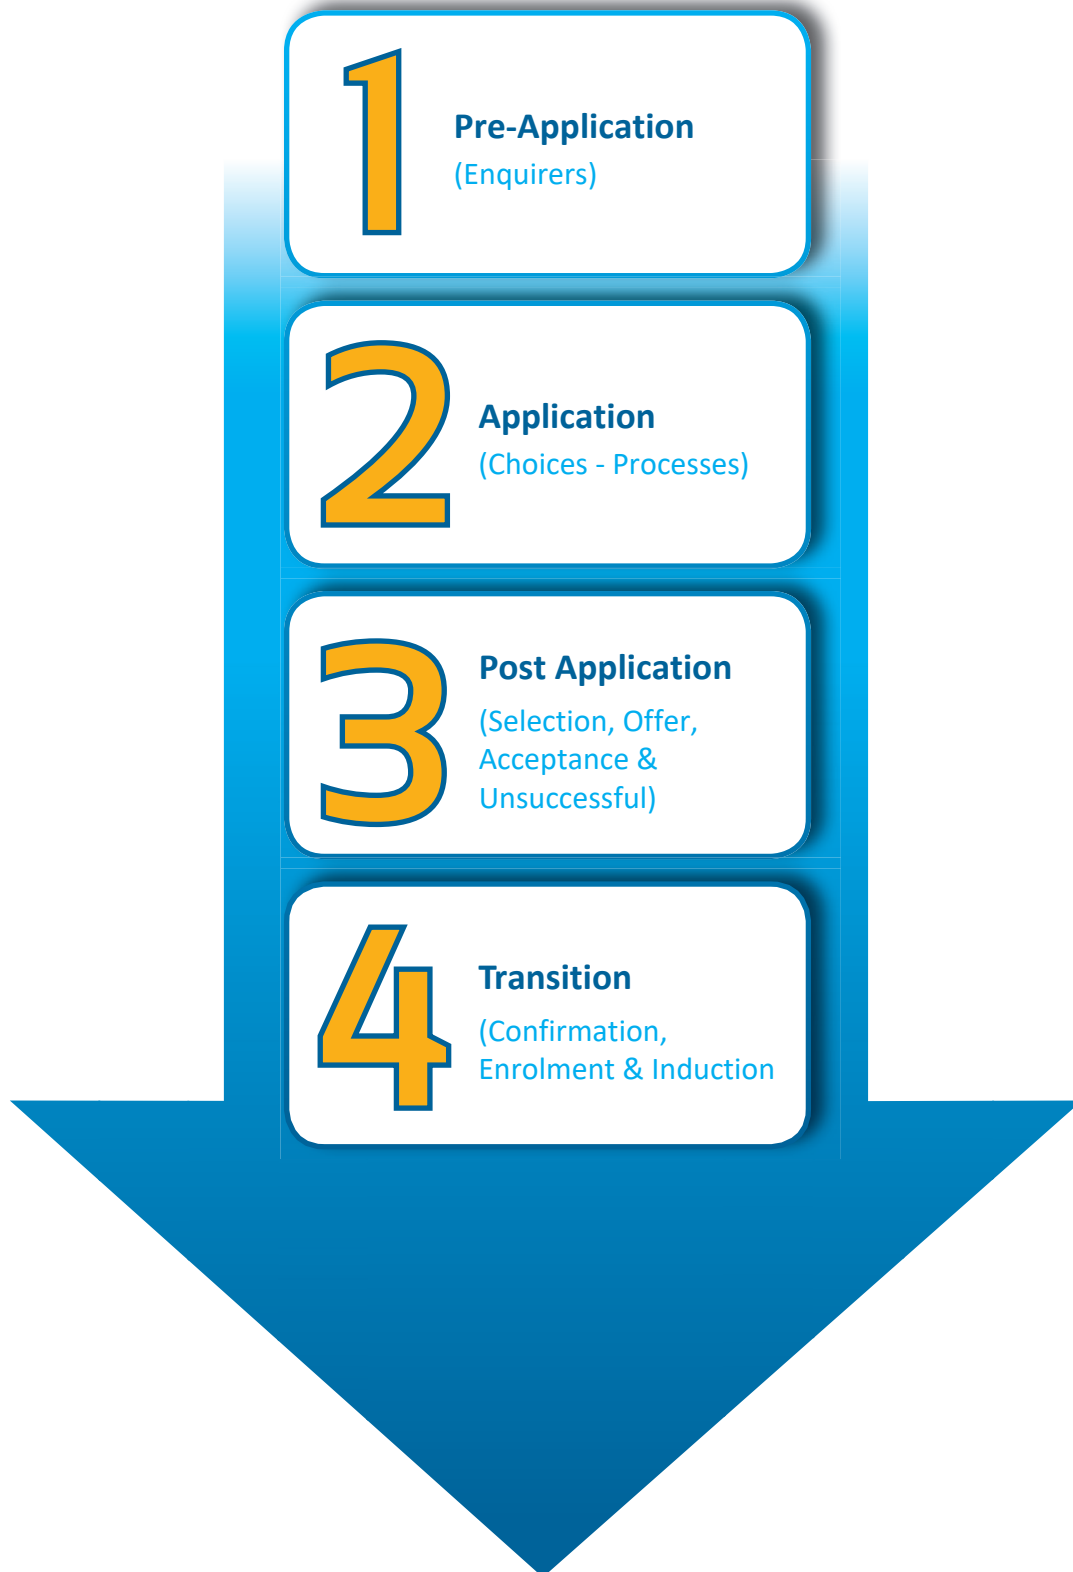 1
Pre-Application
(Enquirers)
2
Application
(Choices - Processes)
3
Post Application
(Selection, Offer,
Acceptance &
Unsuccessful)
4
Transition
(Confirmation,
Enrolment & Induction